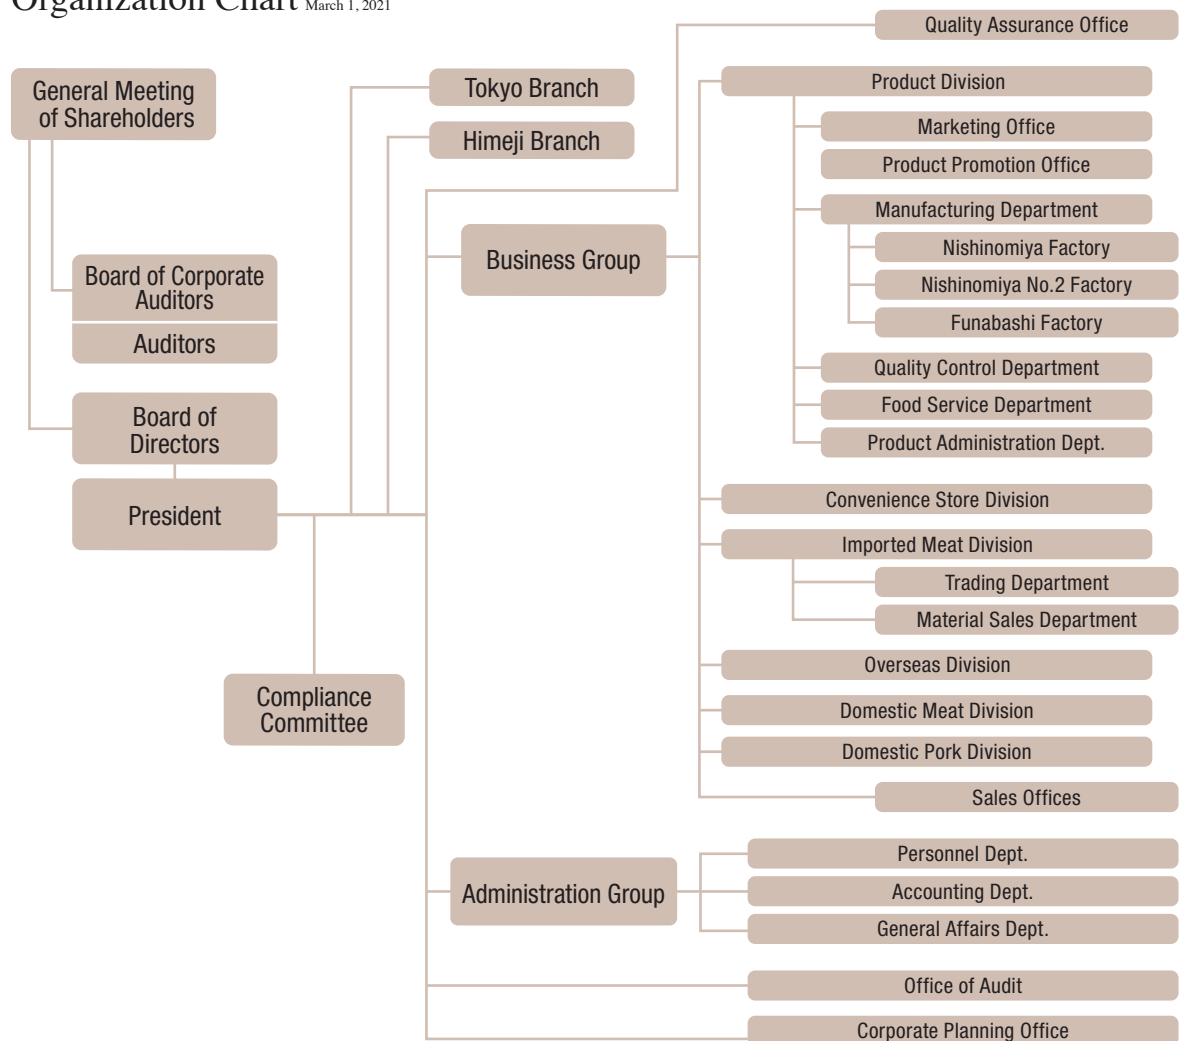 Organization Chart March 1, 2021
General Meeting
of Shareholders
Board of Corporate
Auditors
Auditors
Board of
Directors
President
Compliance
Committee
Tokyo Branch
Himeji Branch
Business Group
Administration Group
Quality Assurance Office
Product Division
Marketing Office
Product Promotion Office
Manufacturing Department
Nishinomiya Factory
Nishinomiya No.2 Factory
Funabashi Factory
Quality Control Department
Food Service Department
Product Administration Dept.
Convenience Store Division
Imported Meat Division
Trading Department
Material Sales Department
Overseas Division
Domestic Meat Division
Domestic Pork Division
Sales Offices
Personnel Dept.
Accounting Dept.
General Affairs Dept.
Office of Audit
Corporate Planning Office